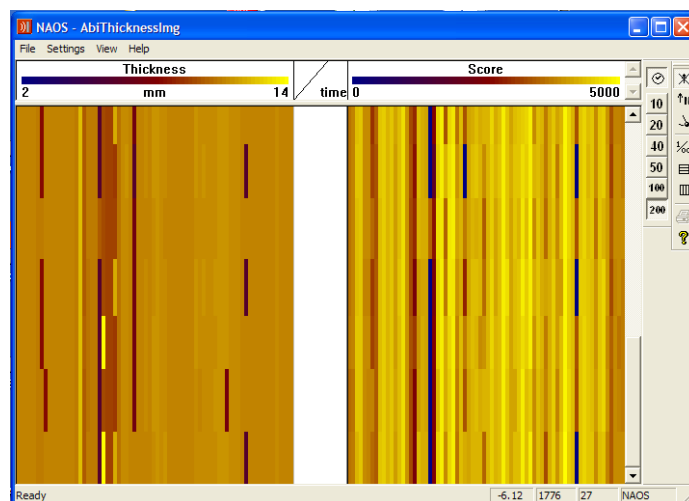 NAOS - AbiThicknessImg
File Settings View Help
Thickness
2 mm 14
time
Score
0 5000
10
20
40
50
100
200
Ready -6.12 1776 27 NAOS